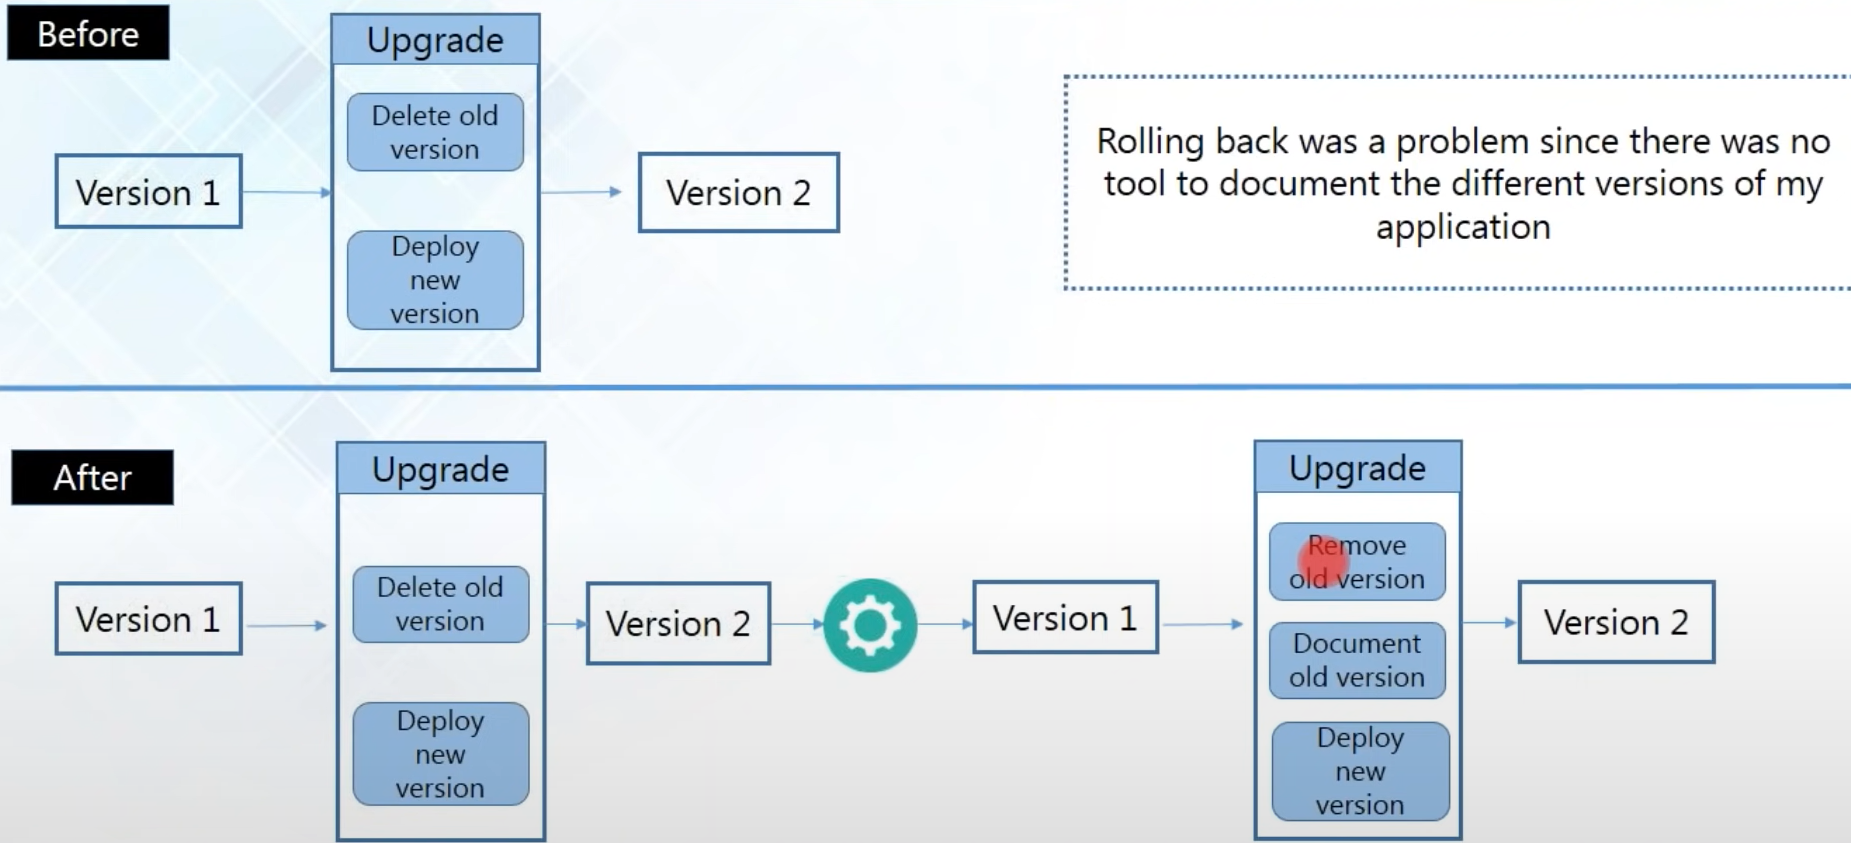 Before
Upgrade
Delete old
version
Deploy
new
version
Version 1
Version 2
Rolling back was a problem since there was no
tool to document the different versions of my
application
After
Version 1
Upgrade
Delete old
version
Deploy
new
version
Version 2
Version 1
Upgrade
Remove
old version
Document
old version
Deploy
new
version
Version 2